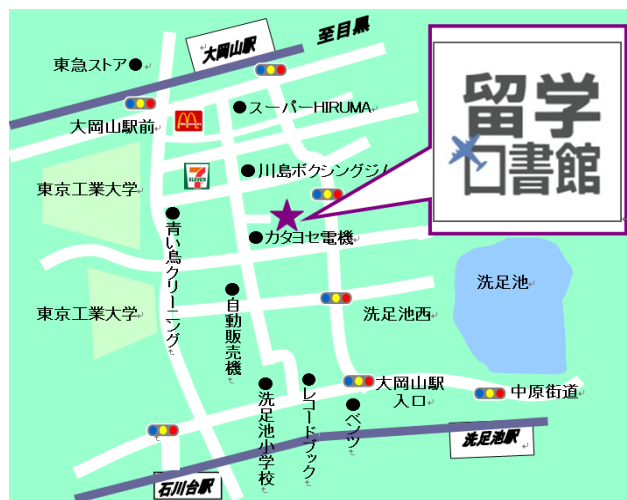 大岡山駅
至目黒
東急ストア
スーパーHIRUMA
大岡山駅前
川島ボクシングジム
ELEVEN
東京工業大学
カタヨセ電機
青い鳥クリーニング
留学
図書館
洗足池
東京工業大学
自動販売機
洗足池西
大岡山駅
入口
中原街道
洗足池小学校
レコードブック
ベンツ
洗足池駅
石川台駅